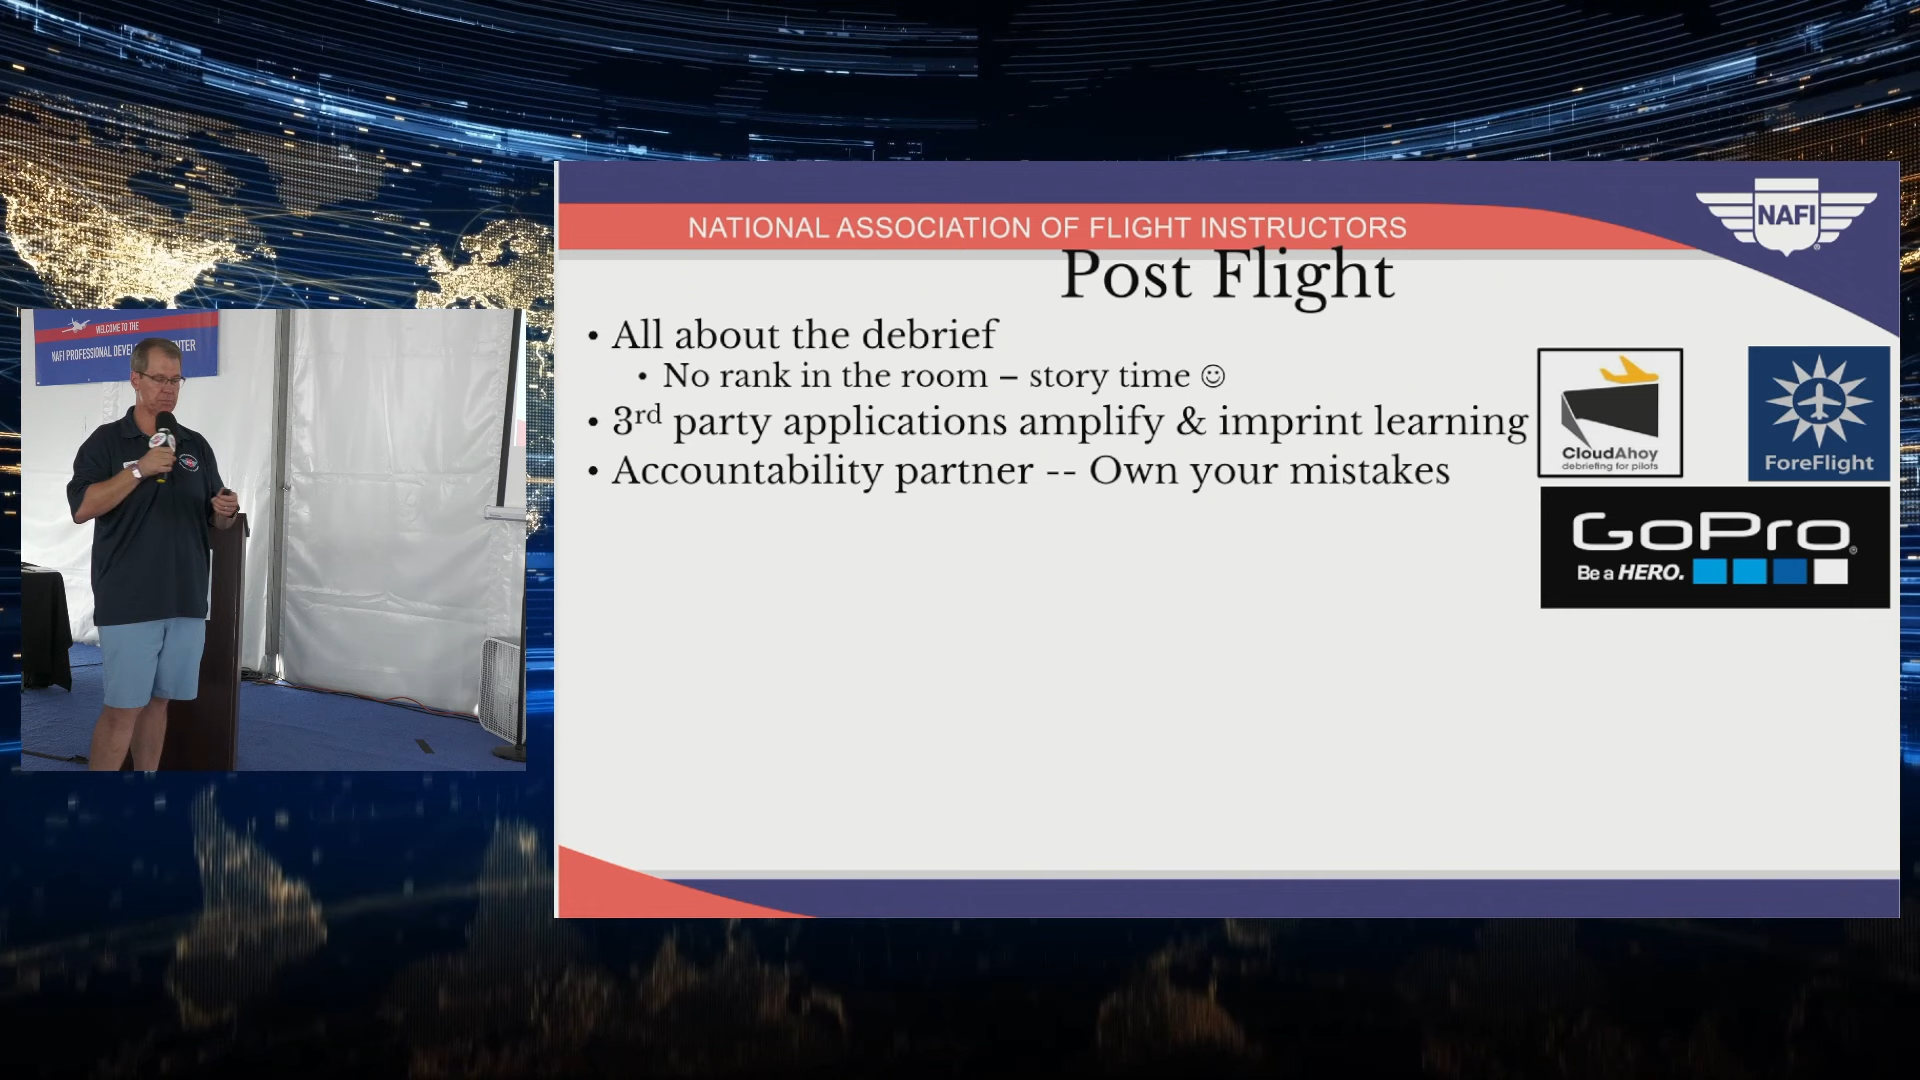 WELCOME TO THE
NAFI PROFESSIONAL
NATIONAL ASSOCIATION OF FLIGHT INSTRUCTORS
NAFI
Post Flight
• All about the debrief
• No rank in the room – story time ☺
• 3rd party applications amplify & imprint learning
• Accountability partner -- Own your mistakes
CloudAhoy
debriefing for pilots
ForeFlight
GoPro
Be a HERO.